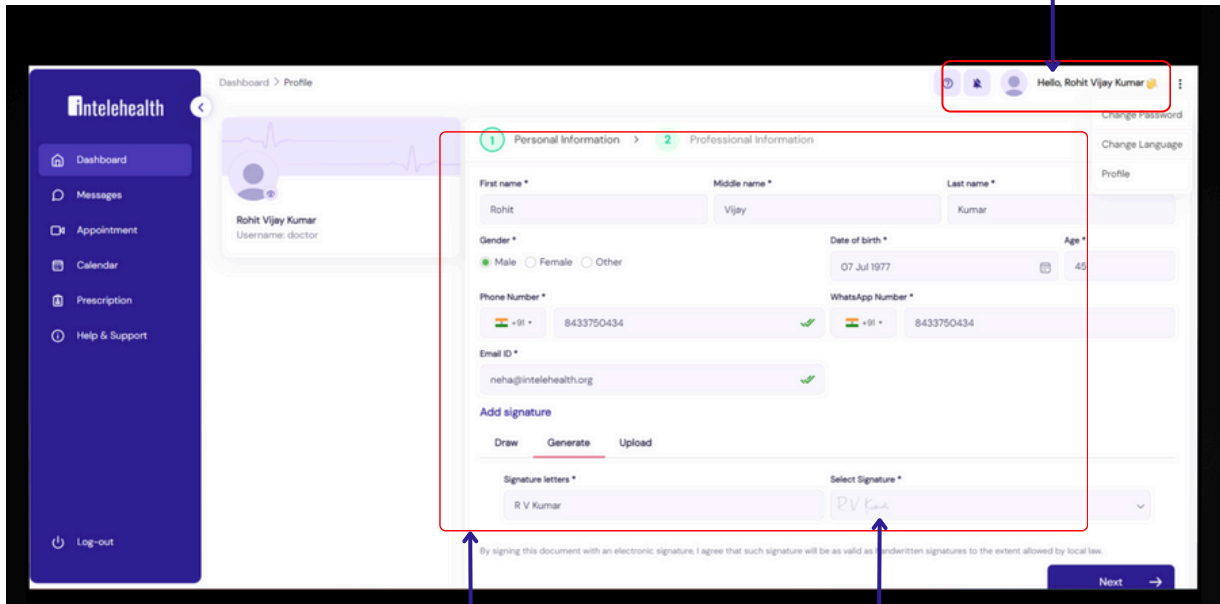 Dashboard > Profile
Hello, Rohit Vijay Kumar 👋
intelehealth
Change Password
Change Language
Profile
Dashboard
Messages
Appointment
Calendar
Prescription
Help & Support
Log-out
Rohit Vijay Kumar
Username: doctor
1 Personal Information > 2 Professional Information
First name * Middle name * Last name *
Rohit Vijay Kumar
Gender * Date of birth * Age *
Male Female Other 07 Jul 1977 45
Phone Number * WhatsApp Number *
+91 8433750434 +91 8433750434
Email ID *
neha@intelehealth.org
Add signature
Draw Generate Upload
Signature letters * Select Signature *
R V Kumar R V Kumar
By signing this document with an electronic signature, I agree that such signature will be as valid as handwritten signatures to the extent allowed by local law.
Next →